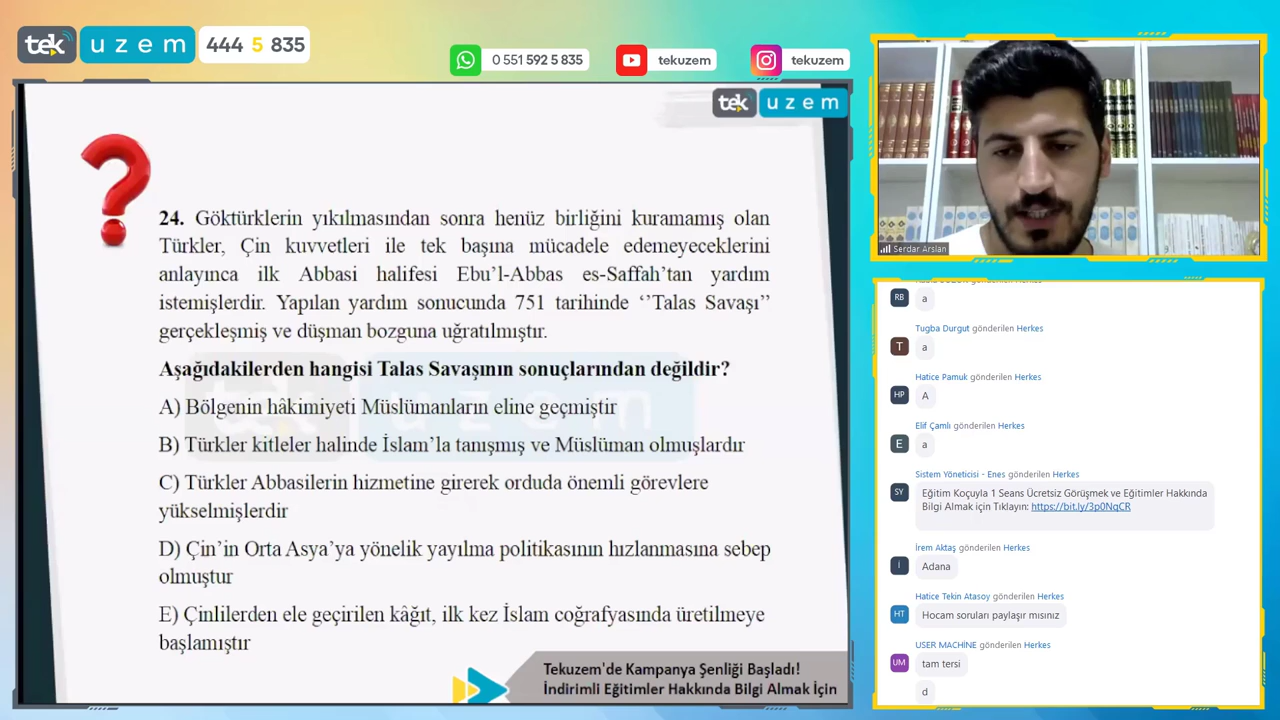 tek uzem 444 5 835
0 551 592 5 835
tekuzem
tekuzem
tek uzem
24. Göktürklerin yıkılmasından sonra henüz birliğini kuramamış olan
Türkler, Çin kuvvetleri ile tek başına mücadele edemeyeceklerini
anlayınca ilk Abbasi halifesi Ebu’l-Abbas es-Saffah’tan yardım
istemişlerdir. Yapılan yardım sonucunda 751 tarihinde ‘’Talas Savaşı’’
gerçekleşmiş ve düşman bozguna uğratılmıştır.
Aşağıdakilerden hangisi Talas Savaşının sonuçlarından değildir?
A) Bölgenin hâkimiyeti Müslümanların eline geçmiştir
B) Türkler kitleler halinde İslam’la tanışmış ve Müslüman olmuşlardır
C) Türkler Abbasilerin hizmetine girerek orduda önemli görevlere
yükselmişlerdir
D) Çin’in Orta Asya’ya yönelik yayılma politikasının hızlanmasına sebep
olmuştur
E) Çinlilerden ele geçirilen kâğıt, ilk kez İslam coğrafyasında üretilmeye
başlamıştır
Tekuzem'de Kampanya Şenliği Başladı!
İndirimli Eğitimler Hakkında Bilgi Almak İçin
Serdar Arslan
RB
a
Tugba Durgut gönderilen Herkes
T
a
Hatice Pamuk gönderilen Herkes
HP
A
Elif Çamlı gönderilen Herkes
E
a
Sistem Yöneticisi - Enes gönderilen Herkes
SY
Eğitim Koçuyla 1 Seans Ücretsiz Görüşmek ve Eğitimler Hakkında
Bilgi Almak için Tıklayın: https://bit.ly/3p0NqCR
İrem Aktaş gönderilen Herkes
İ
Adana
Hatice Tekin Atasoy gönderilen Herkes
HT
Hocam soruları paylaşır mısınız
USER MACHİNE gönderilen Herkes
UM
tam tersi
d